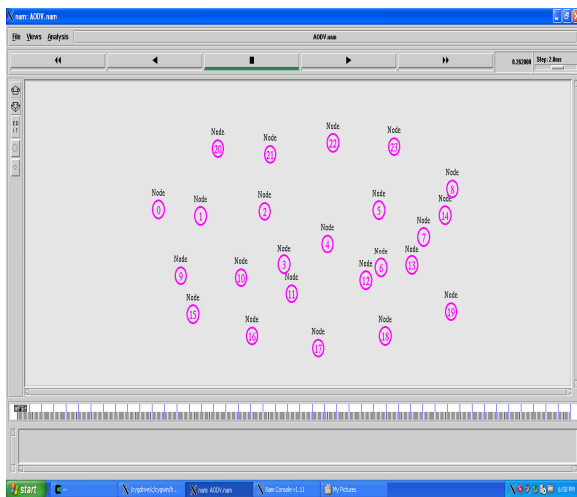 nam: AODV.nam
File Views Analysis AODV.nam
0.262000 Step: 2.0ms
Node 20
Node 21
Node 22
Node 23
Node 8
Node 0
Node 1
Node 2
Node 5
Node 14
Node 7
Node 4
Node 9
Node 10
Node 3
Node 11
Node 12
Node 6
Node 13
Node 15
Node 16
Node 17
Node 18
Node 19
start /cygdrive/c/cygwin/h... nam: AODV.nam Nam Console v1.11 My Pictures 6:58 PM